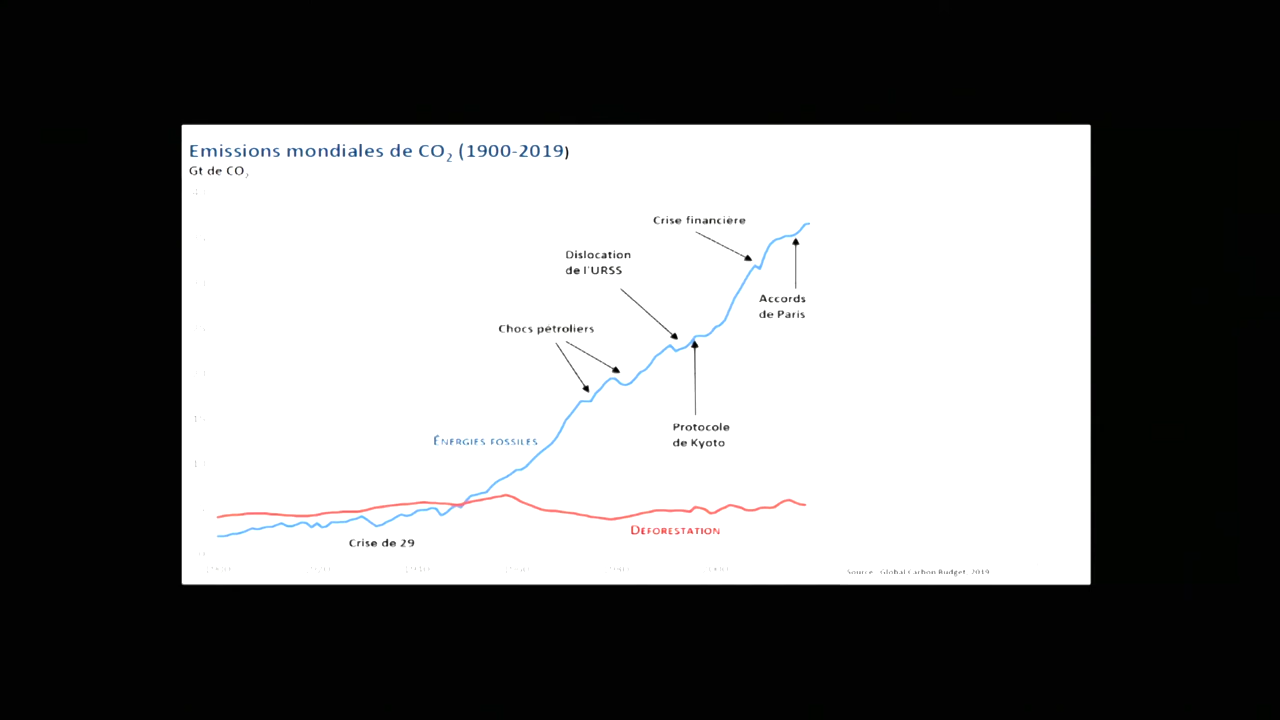 Emissions mondiales de CO₂ (1900-2019)
Gt de CO₂
Crise financière
Dislocation
de l'URSS
Accords
de Paris
Chocs pétroliers
Protocole
de Kyoto
ÉNERGIES FOSSILES
DÉFORESTATION
Crise de 29
Source : Global Carbon Budget, 2019